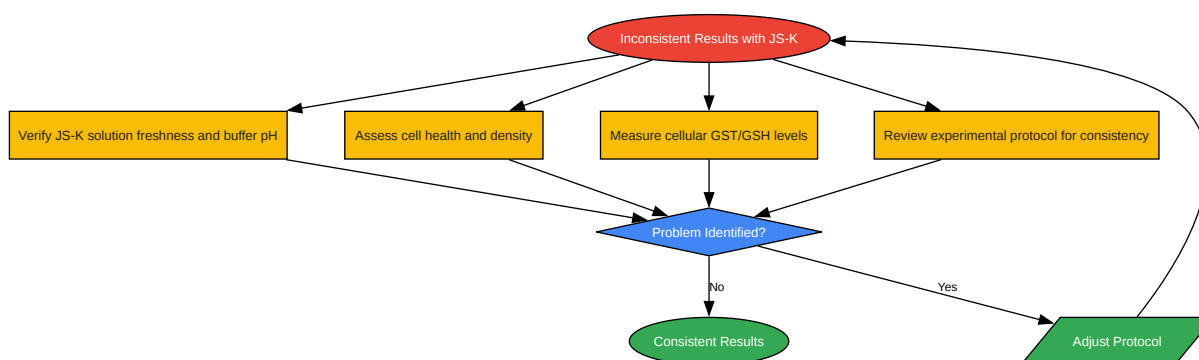 Inconsistent Results with JS-K
Verify JS-K solution freshness and buffer pH
Assess cell health and density
Measure cellular GST/GSH levels
Review experimental protocol for consistency
Problem Identified?
No
Yes
Consistent Results
Adjust Protocol